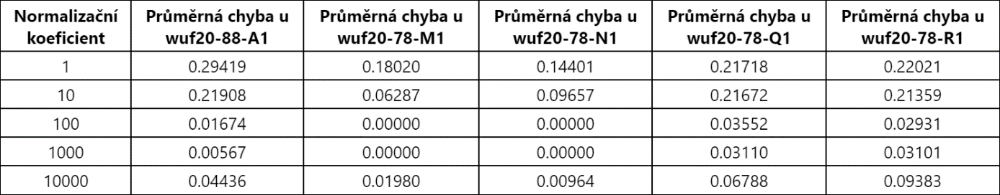 Normalizační koeficient Průměrná chyba u wuf20-88-A1 Průměrná chyba u wuf20-78-M1 Průměrná chyba u wuf20-78-N1 Průměrná chyba u wuf20-78-Q1 Průměrná chyba u wuf20-78-R1
1 0.29419 0.18020 0.14401 0.21718 0.22021
10 0.21908 0.06287 0.09657 0.21672 0.21359
100 0.01674 0.00000 0.00000 0.03552 0.02931
1000 0.00567 0.00000 0.00000 0.03110 0.03101
10000 0.04436 0.01980 0.00964 0.06788 0.09383